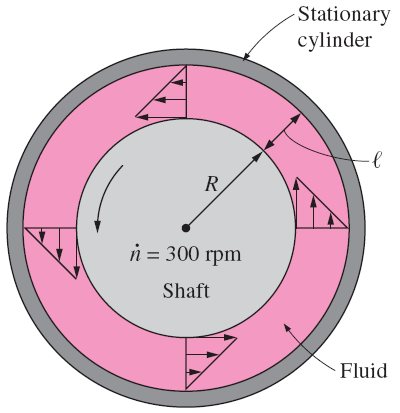 Stationary
cylinder
ℓ
R
ṅ = 300 rpm
Shaft
Fluid